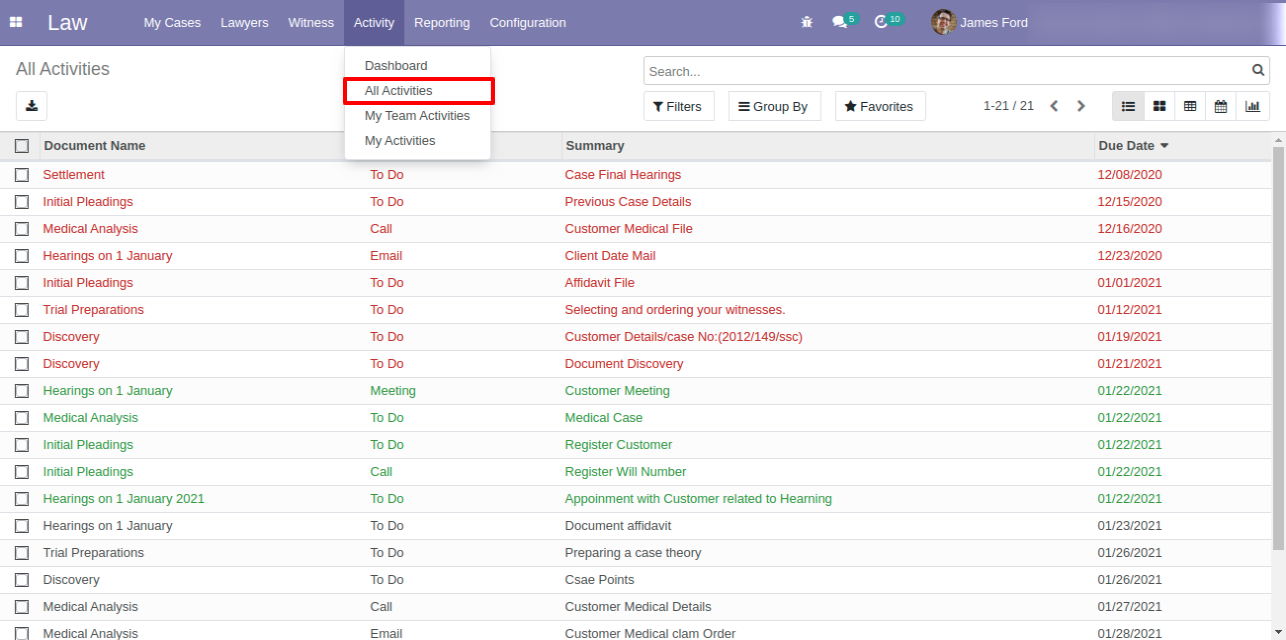 Law My Cases Lawyers Witness Activity Reporting Configuration 5 10 James Ford
All Activities
Dashboard
All Activities
My Team Activities
My Activities
Search...
Filters Group By Favorites 1-21 / 21
Document Name Summary Due Date
Settlement To Do Case Final Hearings 12/08/2020
Initial Pleadings To Do Previous Case Details 12/15/2020
Medical Analysis Call Customer Medical File 12/16/2020
Hearings on 1 January Email Client Date Mail 12/23/2020
Initial Pleadings To Do Affidavit File 01/01/2021
Trial Preparations To Do Selecting and ordering your witnesses. 01/12/2021
Discovery To Do Customer Details/case No:(2012/149/ssc) 01/19/2021
Discovery To Do Document Discovery 01/21/2021
Hearings on 1 January Meeting Customer Meeting 01/22/2021
Medical Analysis To Do Medical Case 01/22/2021
Initial Pleadings To Do Register Customer 01/22/2021
Initial Pleadings Call Register Will Number 01/22/2021
Hearings on 1 January 2021 To Do Appoinment with Customer related to Hearning 01/22/2021
Hearings on 1 January To Do Document affidavit 01/23/2021
Trial Preparations To Do Preparing a case theory 01/26/2021
Discovery To Do Csae Points 01/26/2021
Medical Analysis Call Customer Medical Details 01/27/2021
Medical Analysis Email Customer Medical clam Order 01/28/2021